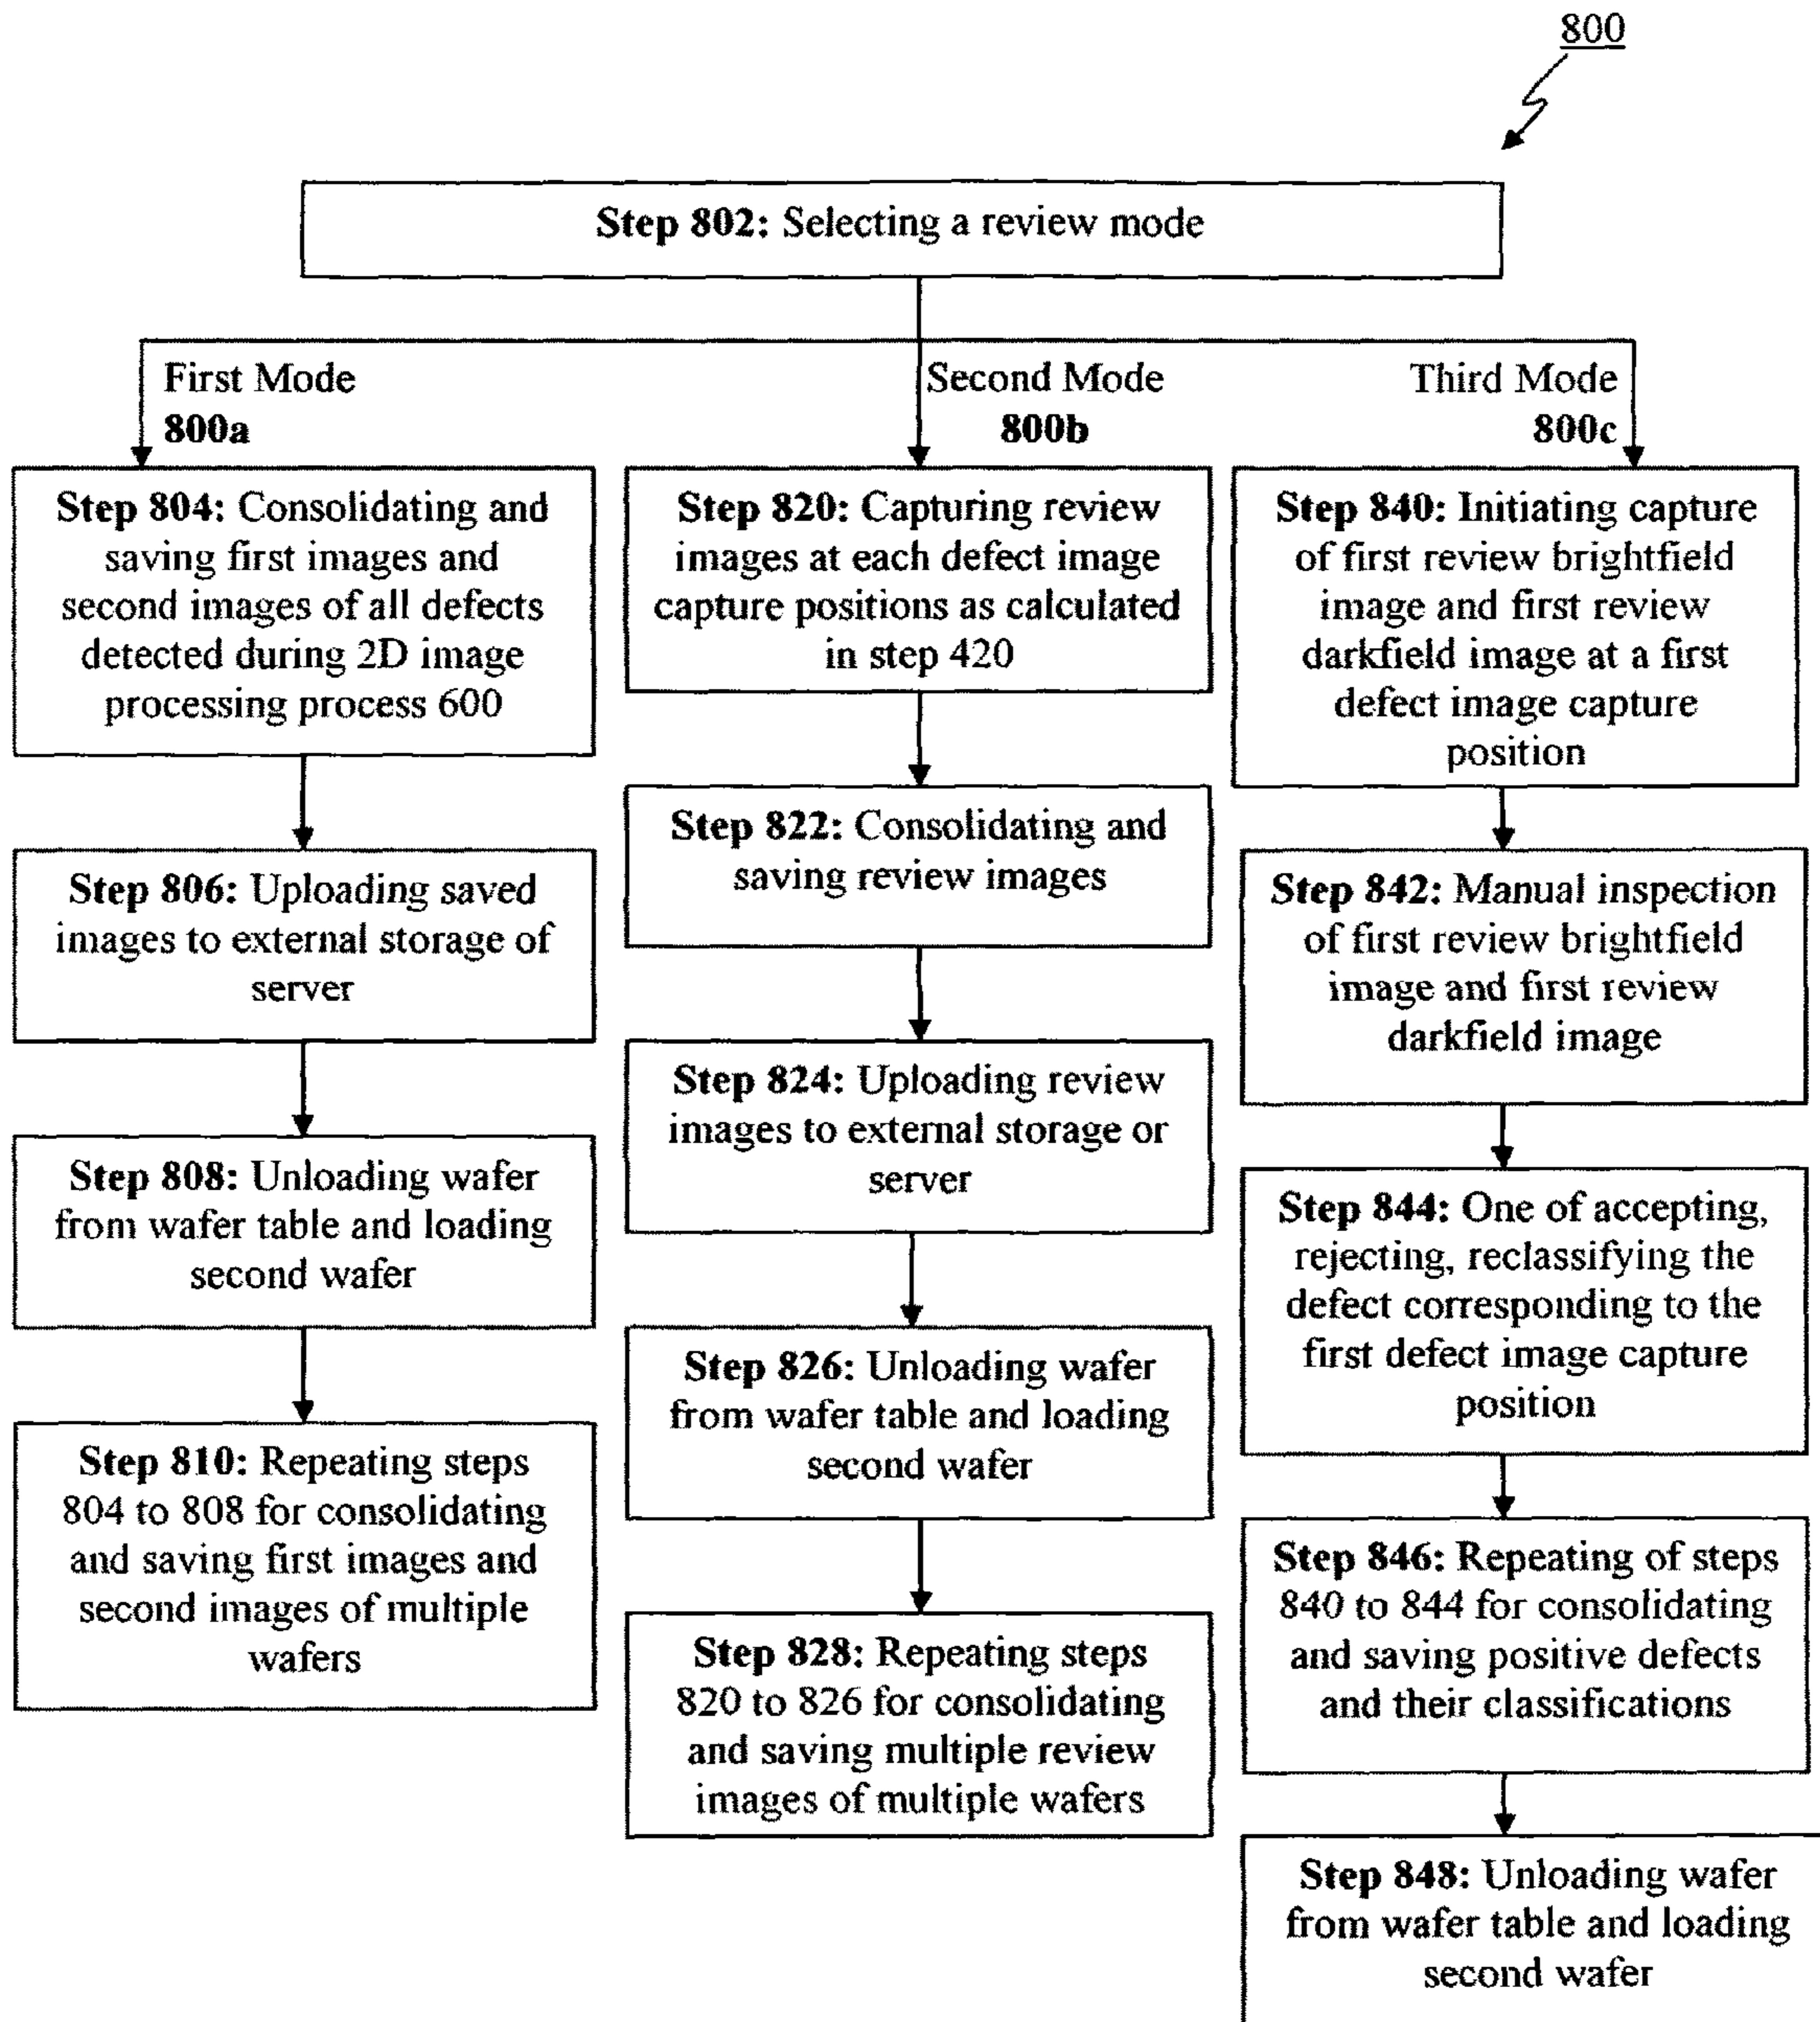 800
Step 802: Selecting a review mode
First Mode
800a
Second Mode
800b
Third Mode
800c
Step 804: Consolidating and
saving first images and
second images of all defects
detected during 2D image
processing process 600
Step 806: Uploading saved
images to external storage of
server
Step 808: Unloading wafer
from wafer table and loading
second wafer
Step 810: Repeating steps
804 to 808 for consolidating
and saving first images and
second images of multiple
wafers
Step 820: Capturing review
images at each defect image
capture positions as calculated
in step 420
Step 822: Consolidating and
saving review images
Step 824: Uploading review
images to external storage or
server
Step 826: Unloading wafer
from wafer table and loading
second wafer
Step 828: Repeating steps
820 to 826 for consolidating
and saving multiple review
images of multiple wafers
Step 840: Initiating capture
of first review brightfield
image and first review
darkfield image at a first
defect image capture
position
Step 842: Manual inspection
of first review brightfield
image and first review
darkfield image
Step 844: One of accepting,
rejecting, reclassifying the
defect corresponding to the
first defect image capture
position
Step 846: Repeating of steps
840 to 844 for consolidating
and saving positive defects
and their classifications
Step 848: Unloading wafer
from wafer table and loading
second wafer